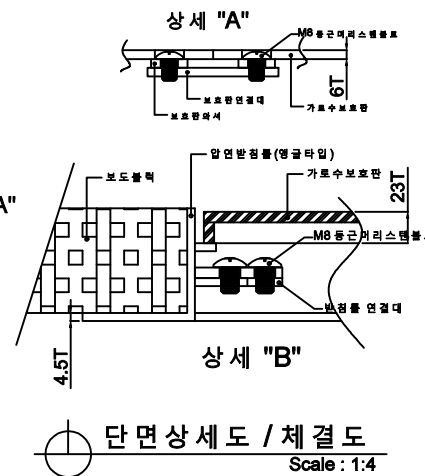 상세 "A"
M8 둥근머리스텐볼트
보호판연결대
가로수보호판
보호판와셔
6T
압연받침틀(앵글타입)
보도블럭
가로수보호판
23T
A"
M8 둥근머리스텐볼
받침틀 연결대
4.5T
상세 "B"
단면상세도 / 체결도
Scale : 1:4